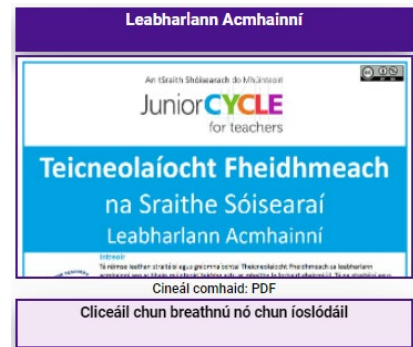 Leabharlann Acmhainní
An tSraith Shóisearach do Mhúinteoirí
JuniorCYCLE
for teachers
Teicneolaíocht Fheidhmeach
na Sraithe Sóisearaí
Leabharlann Acmhainní
Intreoir
Cineál comhaid: PDF
Cliceáil chun breathnú nó chun íoslódáil